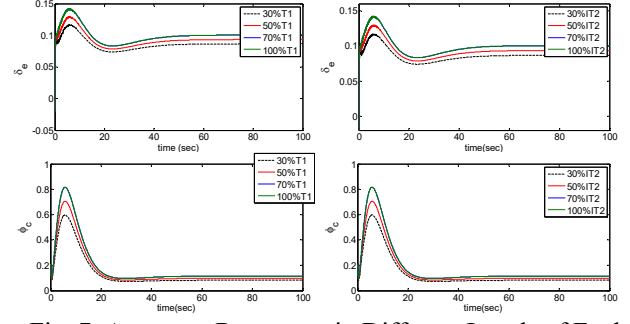 0.15
0.1
0.05
0
-0.05
δe
0 20 40 60 80 100
time (sec)
30%T1
50%T1
70%T1
100%T1
0.15
0.1
0.05
0
δe
0 20 40 60 80 100
time(sec)
30%IT2
50%IT2
70%IT2
100%IT2
1
0.8
0.6
0.4
0.2
0
ϕc
0 20 40 60 80 100
time(sec)
30%T1
50%T1
70%T1
100%T1
1
0.8
0.6
0.4
0.2
0
ϕc
0 20 40 60 80 100
time(sec)
30%IT2
50%IT2
70%IT2
100%IT2